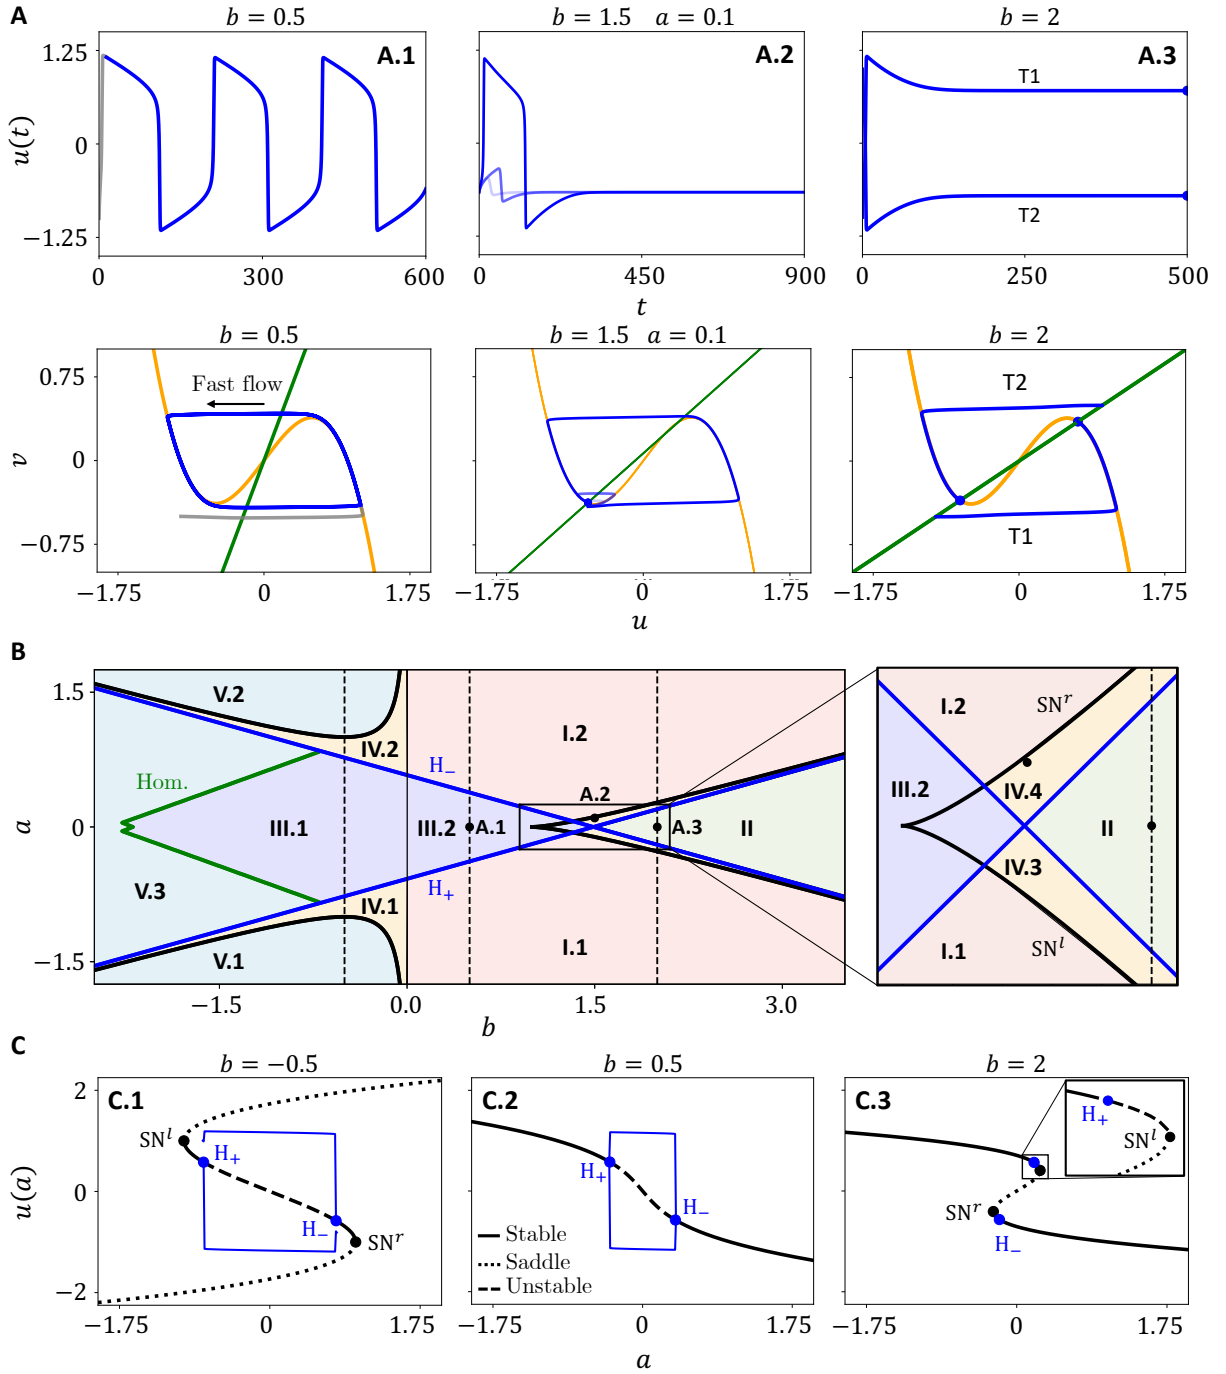 A
b = 0.5
b = 1.5 a = 0.1
b = 2
A.1
A.2
A.3
u(t)
1.25
0
−1.25
T1
T2
0 300 600
0 450 900
0 250 500
t
b = 0.5
b = 1.5 a = 0.1
b = 2
v
0.75
0
−0.75
Fast flow
T2
T1
−1.75 0 1.75
−1.75 0 1.75
−1.75 0 1.75
u
B
a
1.5
0
−1.5
V.2
IV.2
I.2
H₋
Hom.
A.2
III.1
III.2
A.1
A.3
II
V.3
H₊
IV.1
V.1
I.1
−1.5 0.0 1.5 3.0
b
I.2
SNʳ
III.2
IV.4
II
IV.3
I.1
SNˡ
C
b = −0.5
b = 0.5
b = 2
C.1
C.2
C.3
u(a)
2
0
−2
SNˡ
H₊
H₋
SNʳ
H₊
H₋
Stable
Saddle
Unstable
H₊
SNˡ
SNʳ
H₋
−1.75 0 1.75
−1.75 0 1.75
−1.75 0 1.75
a